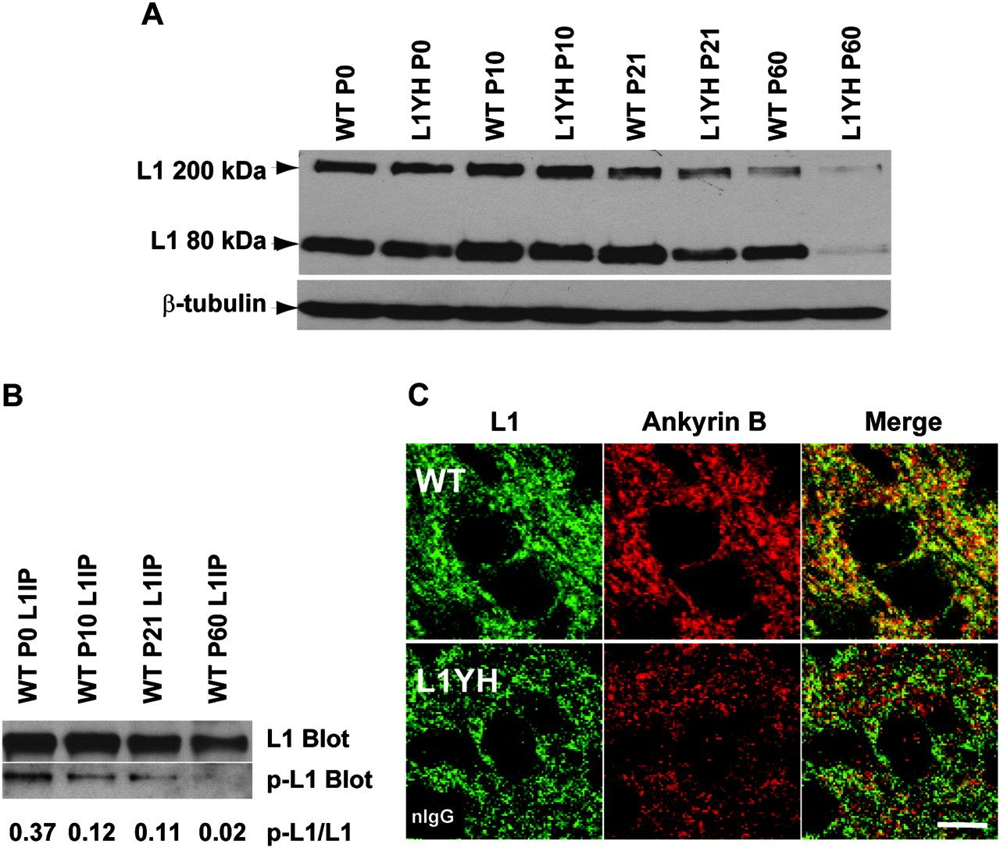 A
WT P0
L1YH P0
WT P10
L1YH P10
WT P21
L1YH P21
WT P60
L1YH P60
L1 200 kDa
L1 80 kDa
β-tubulin
B
WT P0 L1IP
WT P10 L1IP
WT P21 L1IP
WT P60 L1IP
L1 Blot
p-L1 Blot
0.37 0.12 0.11 0.02 p-L1/L1
C
L1 Ankyrin B Merge
WT
L1YH
nIgG